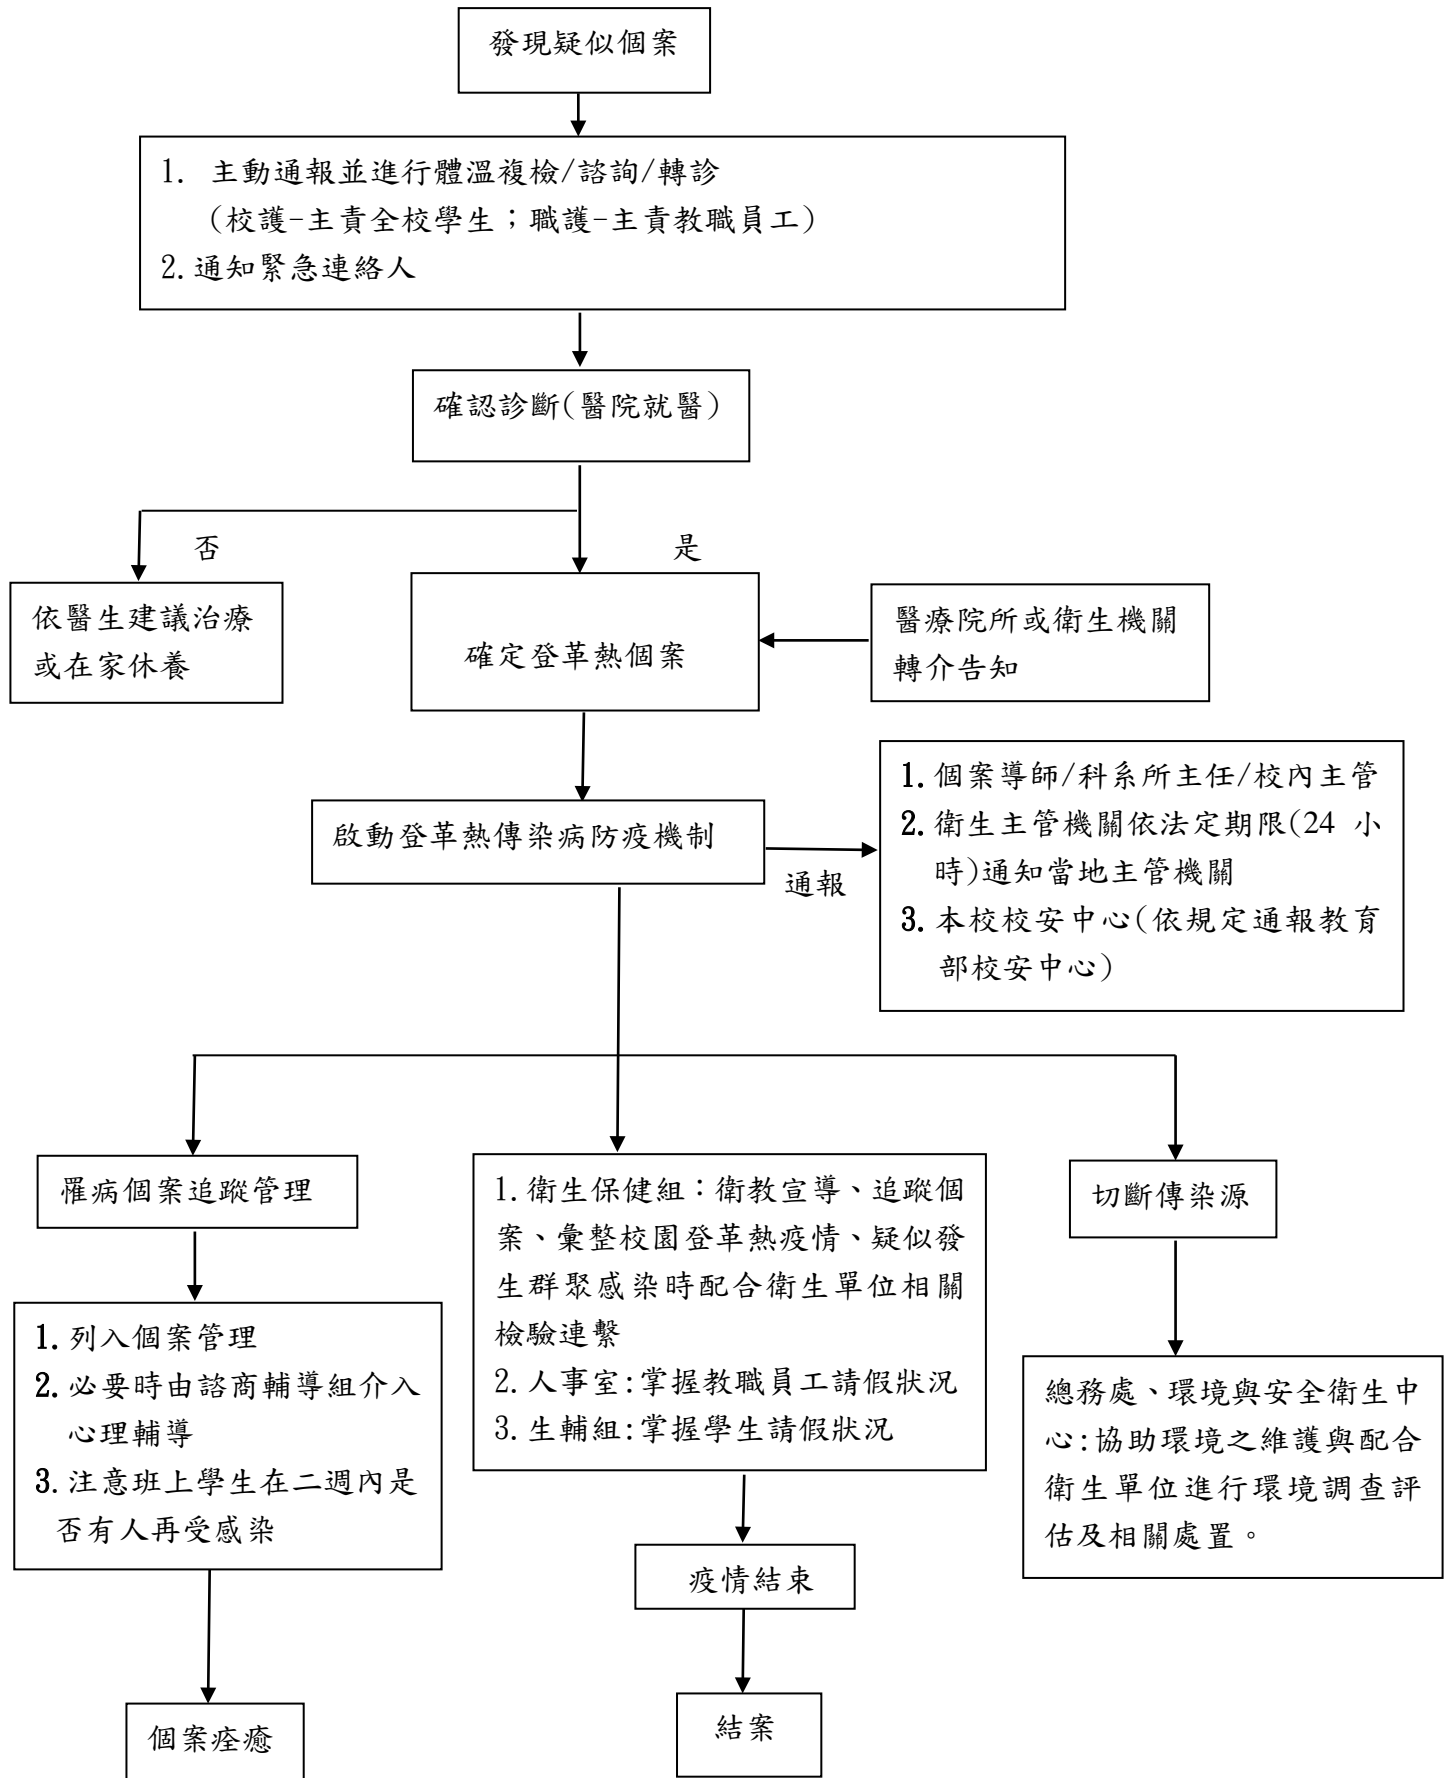 發現疑似個案
1. 主動通報並進行體溫複檢/諮詢/轉診
(校護-主責全校學生；職護-主責教職員工)
2.通知緊急連絡人
確認診斷(醫院就醫)
否
是
依醫生建議治療
或在家休養
確定登革熱個案
醫療院所或衛生機關
轉介告知
啟動登革熱傳染病防疫機制
通報
1.個案導師/科系所主任/校內主管
2.衛生主管機關依法定期限(24 小
時)通知當地主管機關
3.本校校安中心(依規定通報教育
部校安中心)
罹病個案追蹤管理
1.列入個案管理
2.必要時由諮商輔導組介入
心理輔導
3.注意班上學生在二週內是
否有人再受感染
個案痊癒
1.衛生保健組：衛教宣導、追蹤個
案、彙整校園登革熱疫情、疑似發
生群聚感染時配合衛生單位相關
檢驗連繫
2.人事室:掌握教職員工請假狀況
3.生輔組:掌握學生請假狀況
疫情結束
結案
切斷傳染源
總務處、環境與安全衛生中
心:協助環境之維護與配合
衛生單位進行環境調查評
估及相關處置。